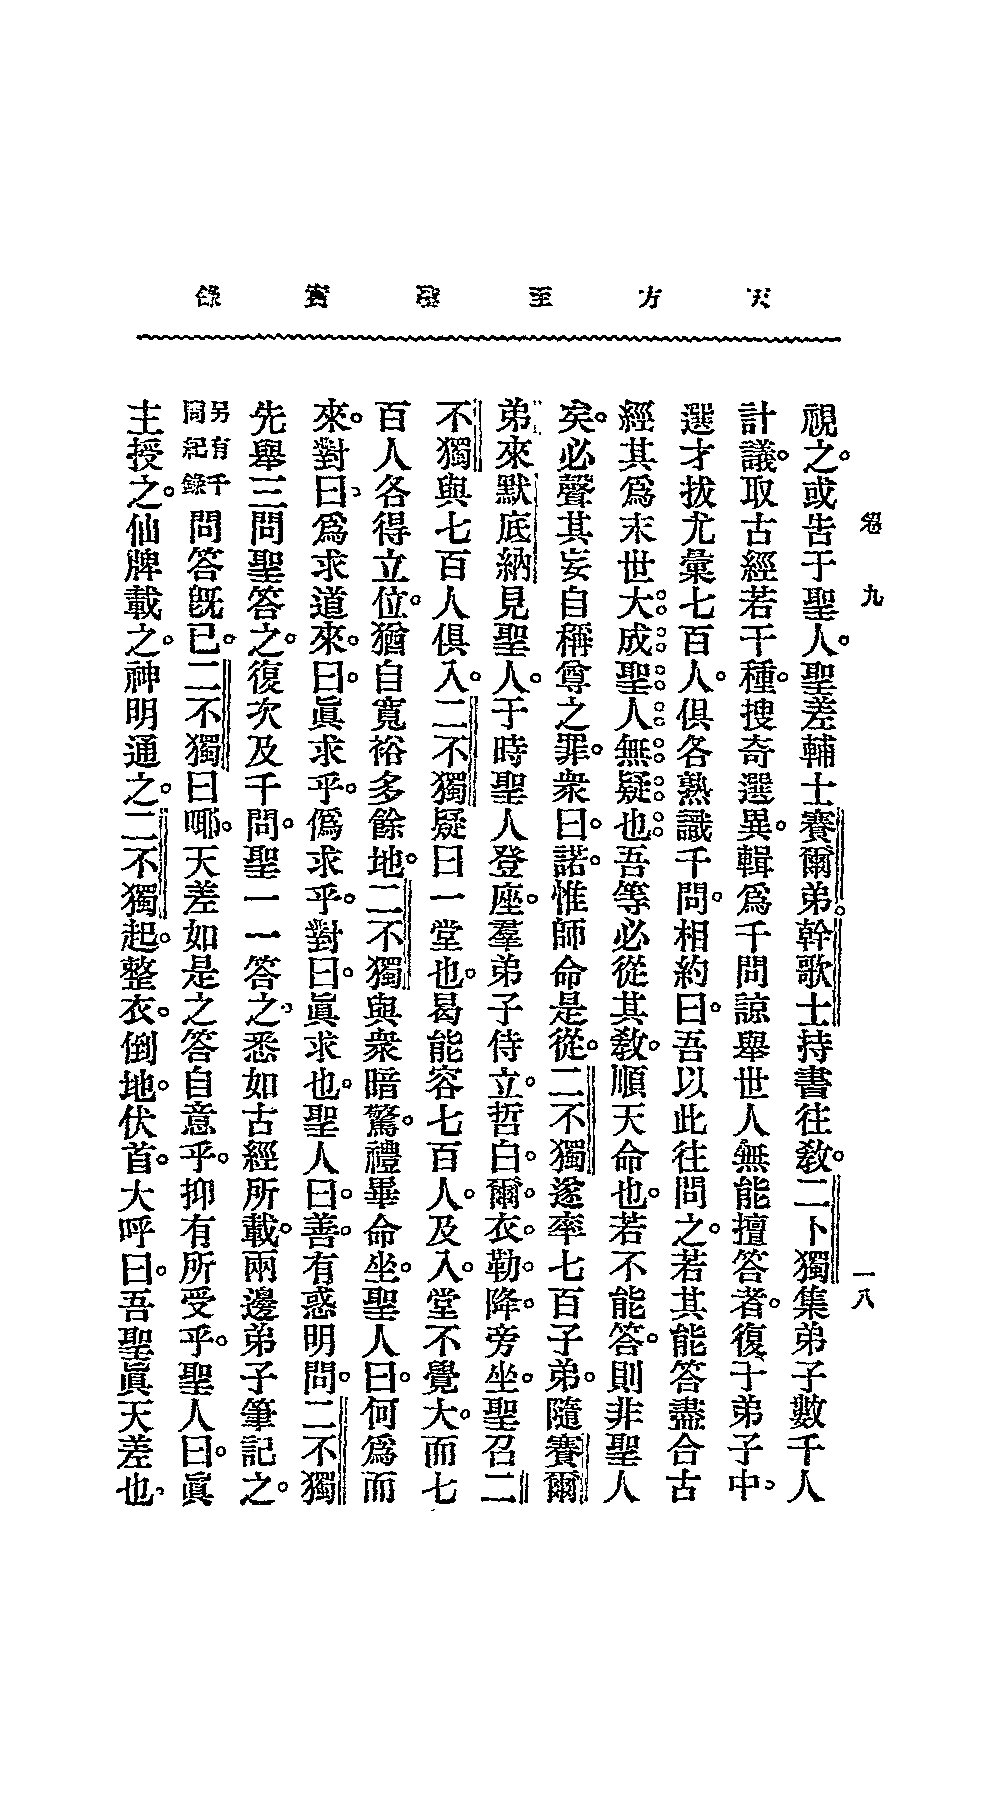 天方至聖實錄
卷九
一八
視之。或告于聖人。聖差輔士賽爾弟。幹歌士持書往敎。二卜獨集弟子數千人
計議。取古經若干種。搜奇選異。輯爲千問諒舉世人無能擅答者。復于弟子中、
選才拔尤彙七百人。俱各熟識千問。相約曰。吾以此往問之。若其能答盡合古
經其爲末世大成聖人無疑也。吾等必從其敎。順天命也。若不能答。則非聖人
矣。必聲其妄自稱尊之罪。衆曰。諾。惟師命是從。二不獨遂率七百子弟。隨賽爾
弟來默底納見聖人。于時聖人登座。羣弟子侍立。哲白。爾衣。勒降。旁坐。聖召二
不獨與七百人俱入。二不獨疑曰一堂也。曷能容七百人。及入。堂不覺大。而七
百人各得立位。猶自寬裕多餘地。二不獨與衆暗驚。禮畢命坐。聖人曰。何爲而
來。對曰、爲求道來。曰。眞求乎。僞求乎。對曰。眞求也。聖人曰。善。有惑明問。二不獨
先舉三問聖答之。復次及千問。聖一一答之、悉如古經所載。兩邊弟子筆記之。
另有千問紀錄問答旣已。二不獨曰㖿。天差如是之答自意乎。抑有所受乎。聖人曰。眞
主授之。仙牌載之。神明通之。二不獨起。整衣。倒地。伏首。大呼曰。吾聖眞天差也、